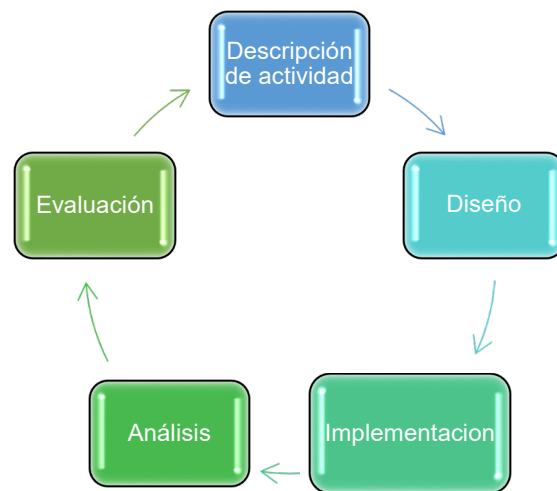 Descripción
de actividad
Diseño
Implementacion
Análisis
Evaluación